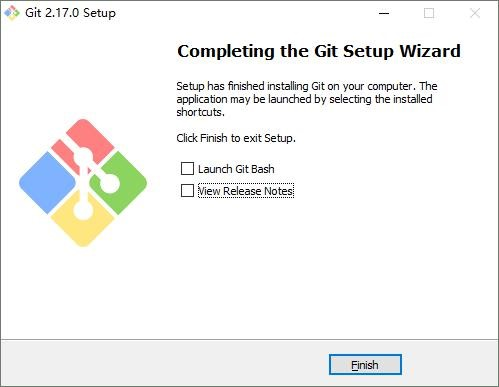 Git 2.17.0 Setup
Completing the Git Setup Wizard
Setup has finished installing Git on your computer. The
application may be launched by selecting the installed
shortcuts.
Click Finish to exit Setup.
Launch Git Bash
View Release Notes
Finish